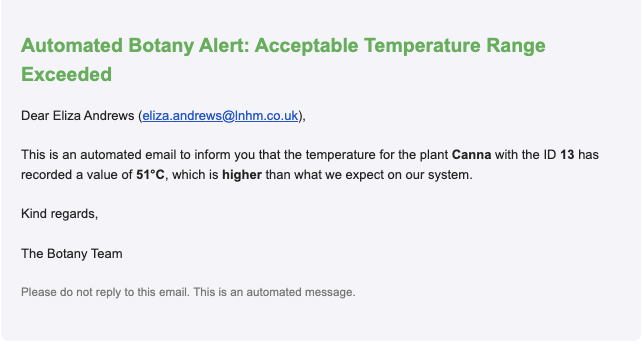 Automated Botany Alert: Acceptable Temperature Range
Exceeded
Dear Eliza Andrews (eliza.andrews@lnhm.co.uk),
This is an automated email to inform you that the temperature for the plant Canna with the ID 13 has
recorded a value of 51°C, which is higher than what we expect on our system.
Kind regards,
The Botany Team
Please do not reply to this email. This is an automated message.